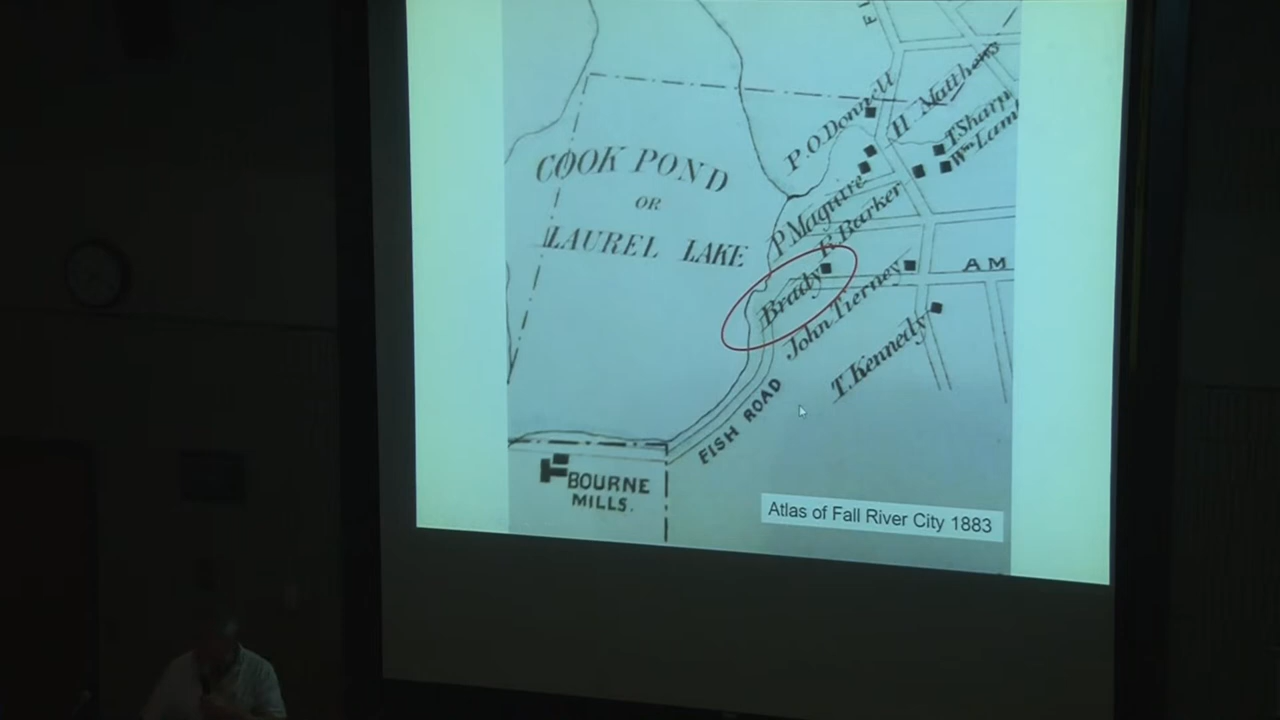 COOK POND
OR
LAUREL LAKE
P. O. Donnell
H. Matthews
T. Sharp
Wm Lamb
P. Maguire
Barker
Brady
John Tierney
T. Kennedy
AM
FISH ROAD
BOURNE
MILLS.
Atlas of Fall River City 1883